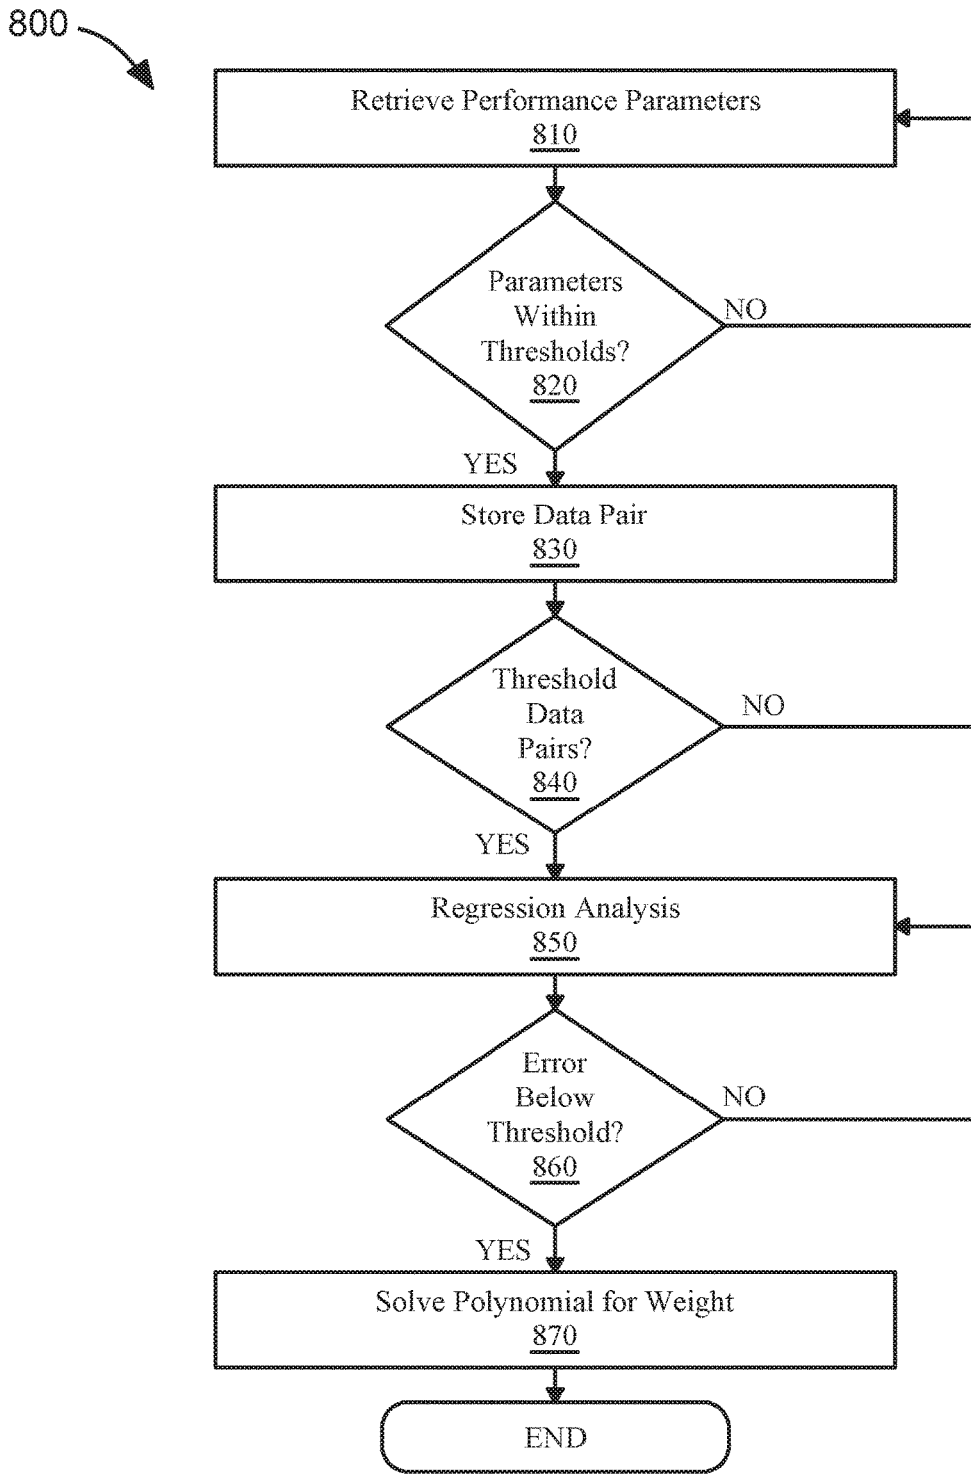 800
Retrieve Performance Parameters
810
Parameters
Within
Thresholds?
820
NO
YES
Store Data Pair
830
Threshold
Data
Pairs?
840
NO
YES
Regression Analysis
850
Error
Below
Threshold?
860
NO
YES
Solve Polynomial for Weight
870
END